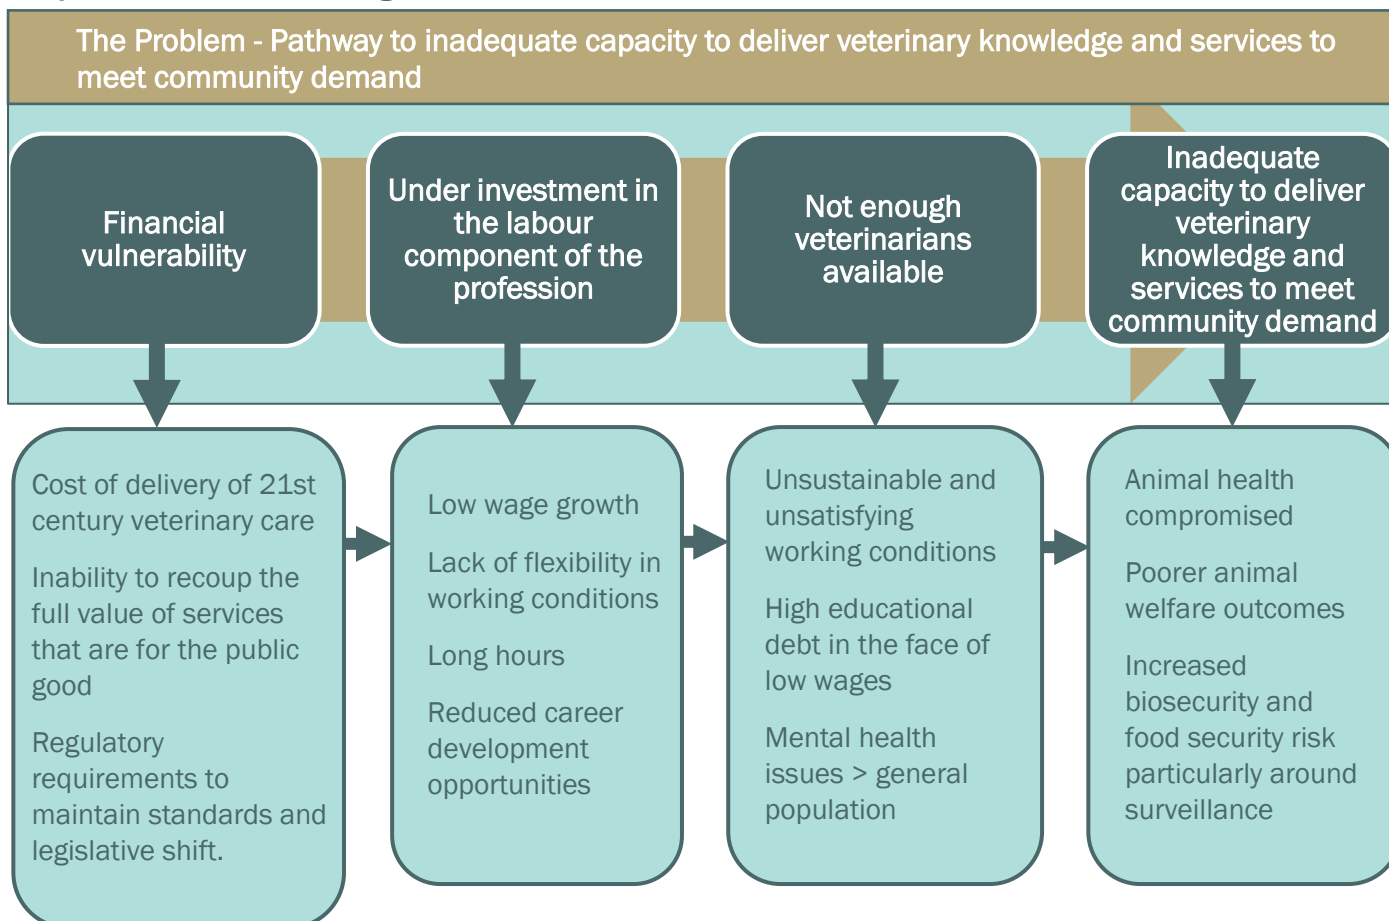 The Problem - Pathway to inadequate capacity to deliver veterinary knowledge and services to
meet community demand
Financial
vulnerability
Under investment in
the labour
component of the
profession
Not enough
veterinarians
available
Inadequate
capacity to deliver
veterinary
knowledge and
services to meet
community demand
Cost of delivery of 21st
century veterinary care
Inability to recoup the
full value of services
that are for the public
good
Regulatory
requirements to
maintain standards and
legislative shift.
Low wage growth
Lack of flexibility in
working conditions
Long hours
Reduced career
development
opportunities
Unsustainable and
unsatisfying
working conditions
High educational
debt in the face of
low wages
Mental health
issues > general
population
Animal health
compromised
Poorer animal
welfare outcomes
Increased
biosecurity and
food security risk
particularly around
surveillance